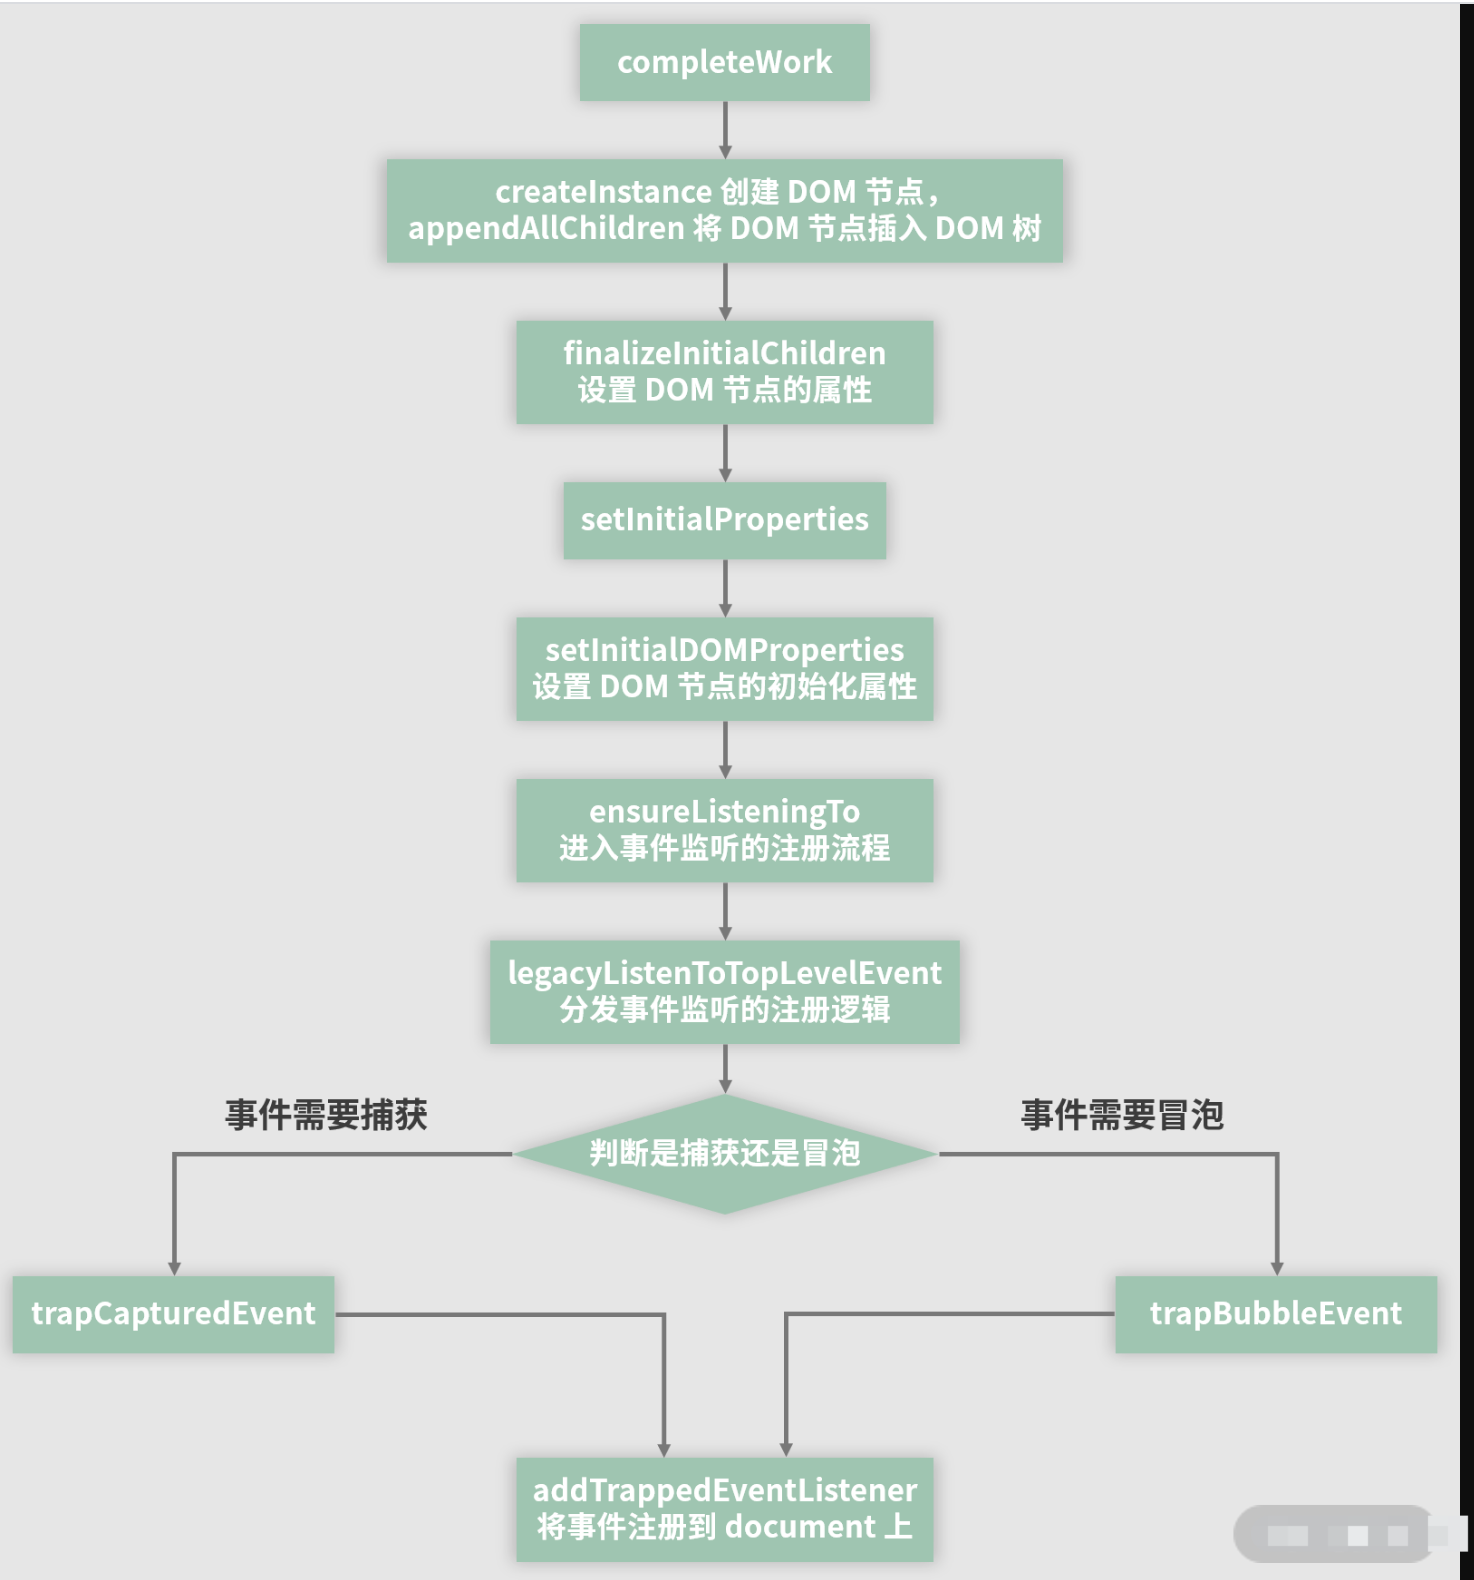 completeWork
createInstance 创建 DOM 节点，
appendAllChildren 将 DOM 节点插入 DOM 树
finalizeInitialChildren
设置 DOM 节点的属性
setInitialProperties
setInitialDOMProperties
设置 DOM 节点的初始化属性
ensureListeningTo
进入事件监听的注册流程
legacyListenToTopLevelEvent
分发事件监听的注册逻辑
事件需要捕获
事件需要冒泡
判断是捕获还是冒泡
trapCapturedEvent
trapBubbleEvent
addTrappedEventListener
将事件注册到 document 上